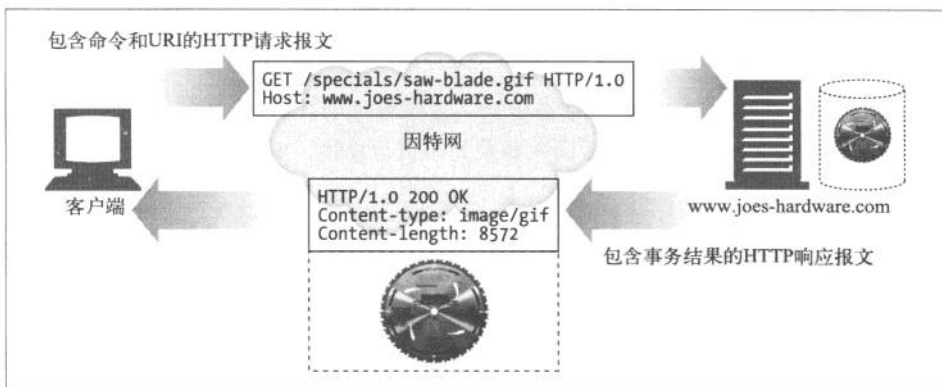 包含命令和URI的HTTP请求报文
GET /specials/saw-blade.gif HTTP/1.0
Host: www.joes-hardware.com
因特网
客户端
HTTP/1.0 200 OK
Content-type: image/gif
Content-length: 8572
www.joes-hardware.com
包含事务结果的HTTP响应报文